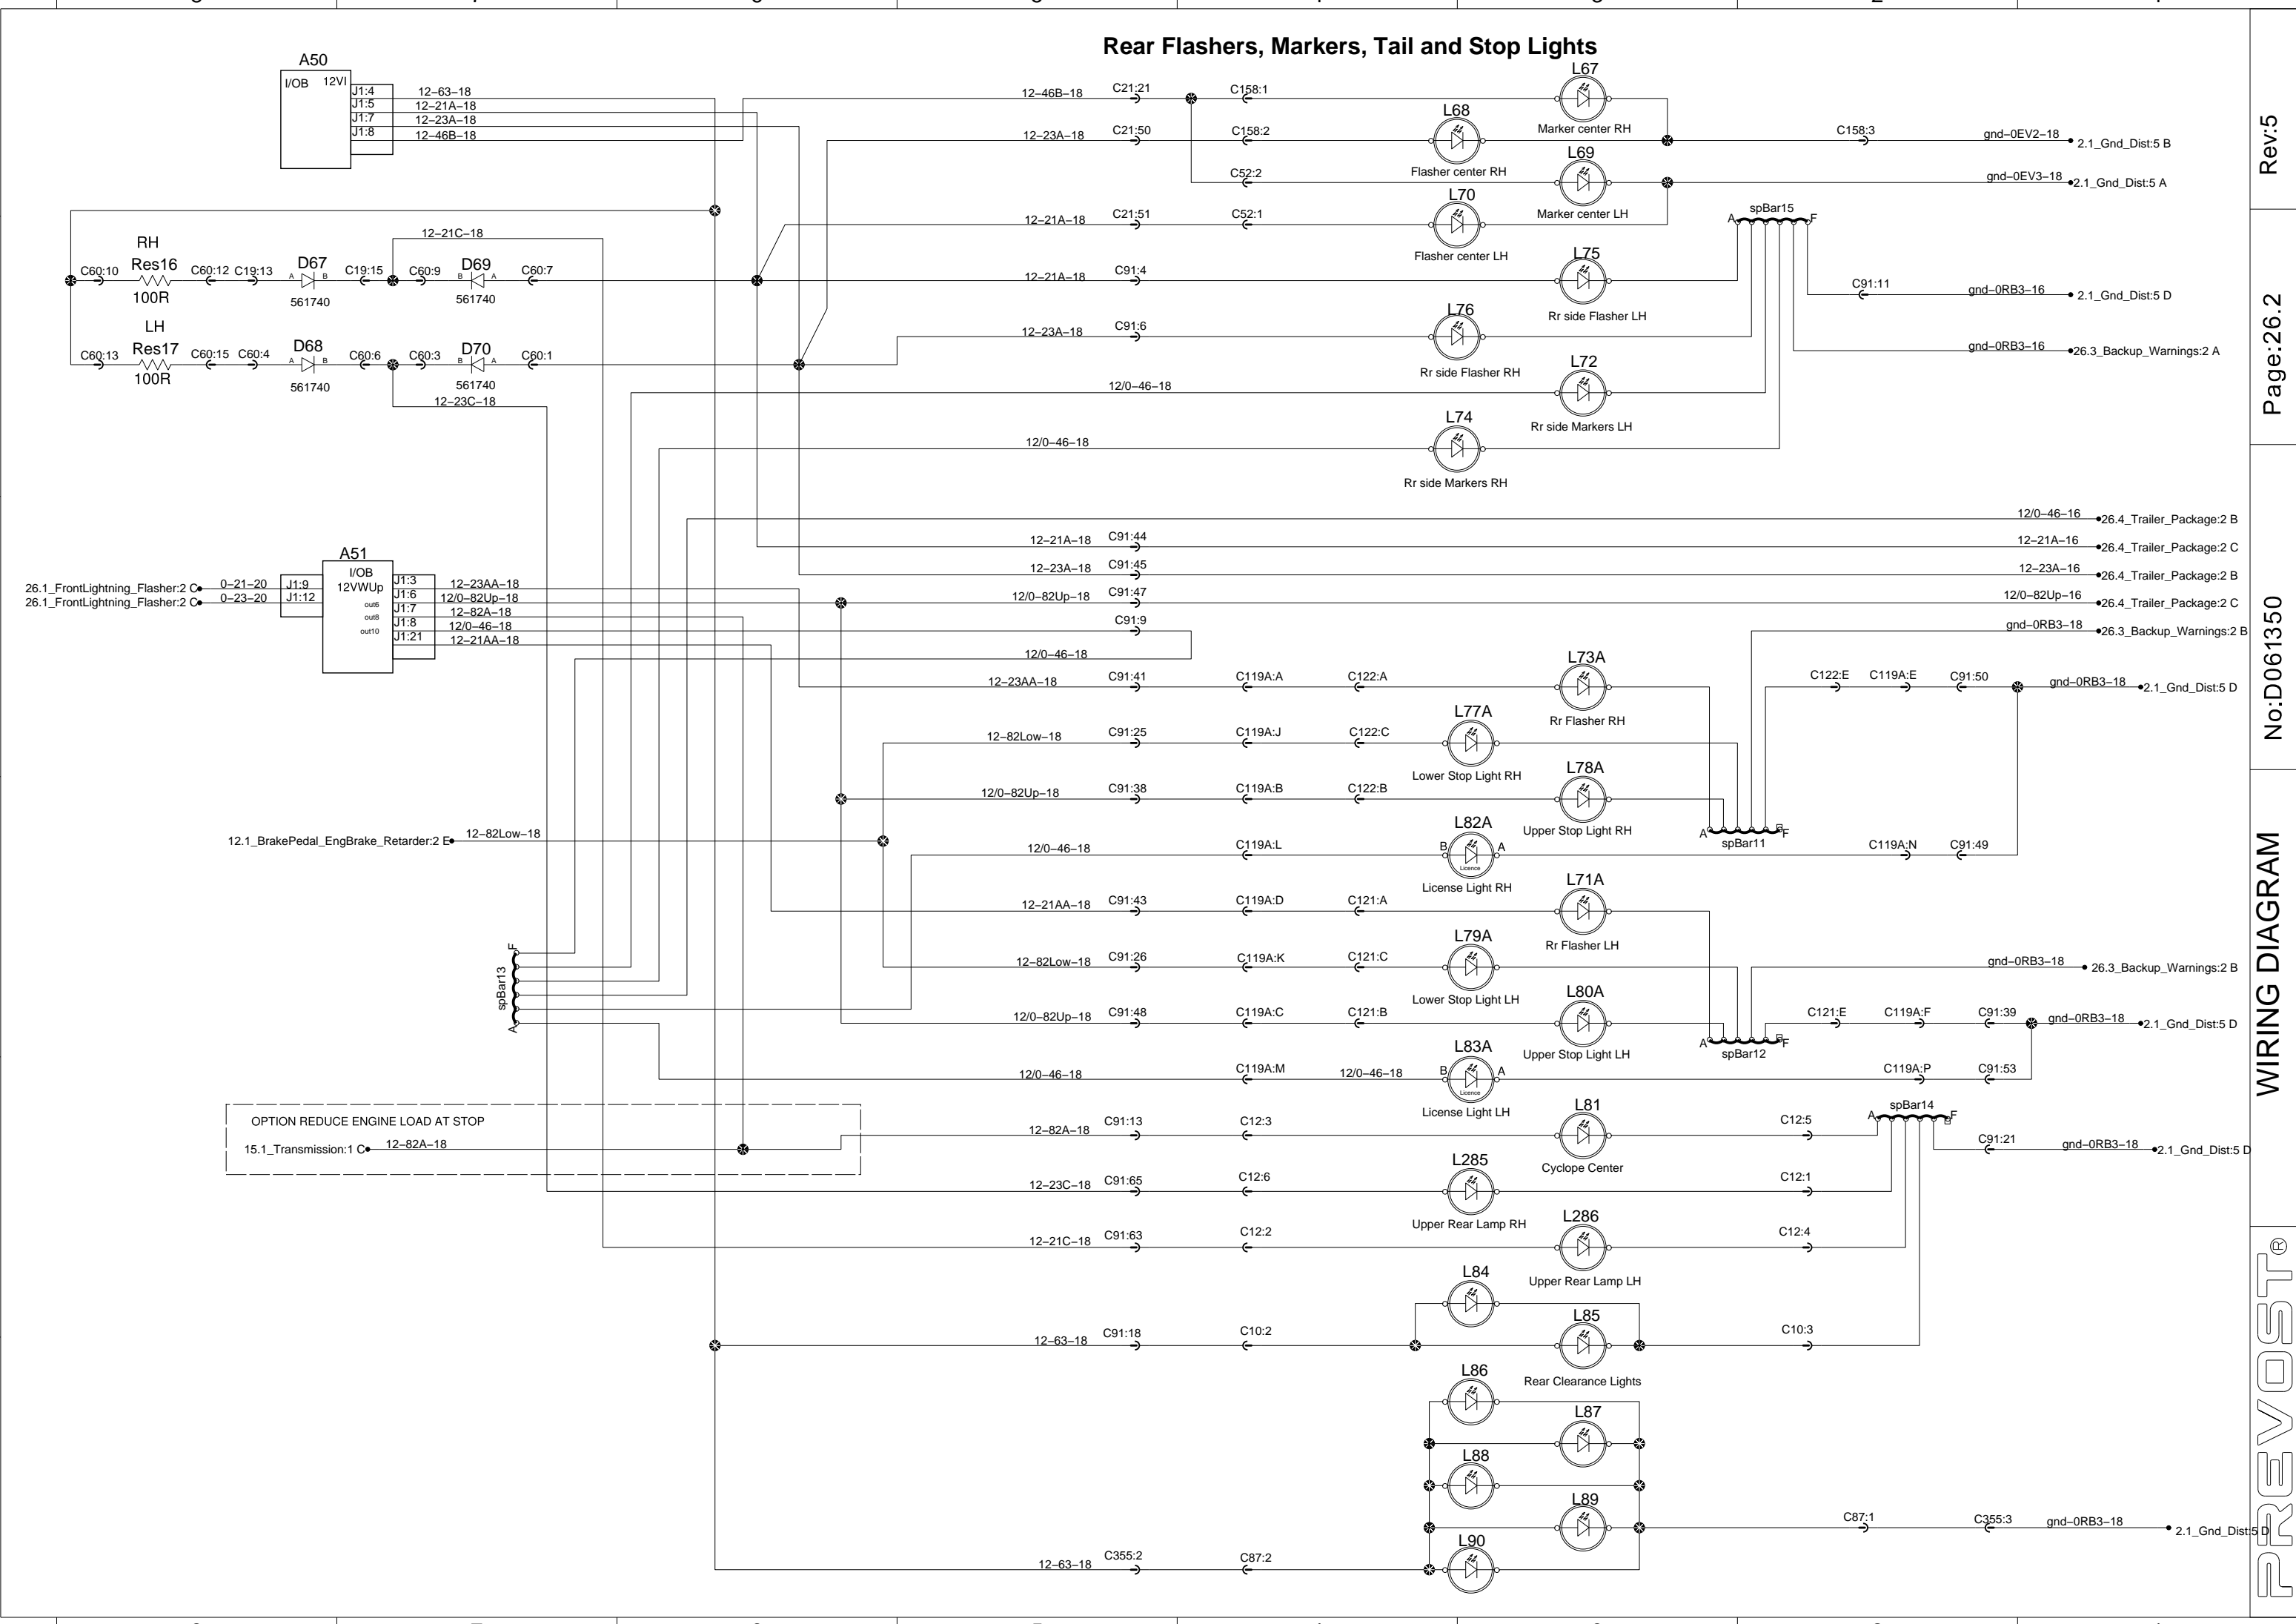 Rear Flashers, Markers, Tail and Stop Lights
A50
I/OB 12VI
J1:4 12-63-18
J1:5 12-21A-18
J1:7 12-23A-18
J1:8 12-46B-18
12-46B-18 C21:21 C158:1 L67
Marker center RH
12-23A-18 C21:50 C158:2 L68 C158:3 gnd-0EV2-18 2.1_Gnd_Dist:5 B
Flasher center RH
C52:2 L69 gnd-0EV3-18 2.1_Gnd_Dist:5 A
Marker center LH
12-21A-18 C21:51 C52:1 L70
Flasher center LH
spBar15
A F
12-21C-18
RH
C60:10 Res16 C60:12 C19:13 A D67 B C19:15 C60:9 B D69 A C60:7
100R 561740 561740
12-21A-18 C91:4 L75
Rr side Flasher LH
C91:11 gnd-0RB3-16 2.1_Gnd_Dist:5 D
LH
C60:13 Res17 C60:15 C60:4 A D68 B C60:6 C60:3 B D70 A C60:1
100R 561740 561740
12-23A-18 C91:6 L76
Rr side Flasher RH
gnd-0RB3-16 26.3_Backup_Warnings:2 A
12-23C-18
12/0-46-18 L72
Rr side Markers LH
12/0-46-18 L74
Rr side Markers RH
12/0-46-16 26.4_Trailer_Package:2 B
12-21A-18 C91:44 12-21A-16 26.4_Trailer_Package:2 C
12-23A-18 C91:45 12-23A-16 26.4_Trailer_Package:2 B
12/0-82Up-18 C91:47 12/0-82Up-16 26.4_Trailer_Package:2 C
C91:9 gnd-0RB3-18 26.3_Backup_Warnings:2 B
12/0-46-18
A51
I/OB
12VWUp
out6
out8
out10
26.1_FrontLightning_Flasher:2 C 0-21-20 J1:9
26.1_FrontLightning_Flasher:2 C 0-23-20 J1:12
J1:3 12-23AA-18
J1:6 12/0-82Up-18
J1:7 12-82A-18
J1:8 12/0-46-18
J1:21 12-21AA-18
12-23AA-18 C91:41 C119A:A C122:A L73A C122:E C119A:E C91:50 gnd-0RB3-18 2.1_Gnd_Dist:5 D
Rr Flasher RH
12-82Low-18 C91:25 C119A:J C122:C L77A
Lower Stop Light RH
12/0-82Up-18 C91:38 C119A:B C122:B L78A
Upper Stop Light RH
A F
spBar11
12.1_BrakePedal_EngBrake_Retarder:2 E 12-82Low-18
12/0-46-18 C119A:L B L82A A C119A:N C91:49
Licence
License Light RH
12-21AA-18 C91:43 C119A:D C121:A L71A
Rr Flasher LH
F
spBar13
A
12-82Low-18 C91:26 C119A:K C121:C L79A gnd-0RB3-18 26.3_Backup_Warnings:2 B
Lower Stop Light LH
12/0-82Up-18 C91:48 C119A:C C121:B L80A C121:E C119A:F C91:39 gnd-0RB3-18 2.1_Gnd_Dist:5 D
Upper Stop Light LH
A F
spBar12
12/0-46-18 C119A:M 12/0-46-18 B L83A A C119A:P C91:53
Licence
License Light LH
spBar14
A F
OPTION REDUCE ENGINE LOAD AT STOP
15.1_Transmission:1 C 12-82A-18
12-82A-18 C91:13 C12:3 L81 C12:5
Cyclope Center
C91:21 gnd-0RB3-18 2.1_Gnd_Dist:5 D
12-23C-18 C91:65 C12:6 L285 C12:1
Upper Rear Lamp RH
12-21C-18 C91:63 C12:2 L286 C12:4
Upper Rear Lamp LH
L84
12-63-18 C91:18 C10:2 L85 C10:3
Rear Clearance Lights
L86
L87
L88
L89 C87:1 C355:3 gnd-0RB3-18 2.1_Gnd_Dist:5 D
12-63-18 C355:2 C87:2 L90
Rev:5
Page:26.2
No:D061350
WIRING DIAGRAM
PREVOST®